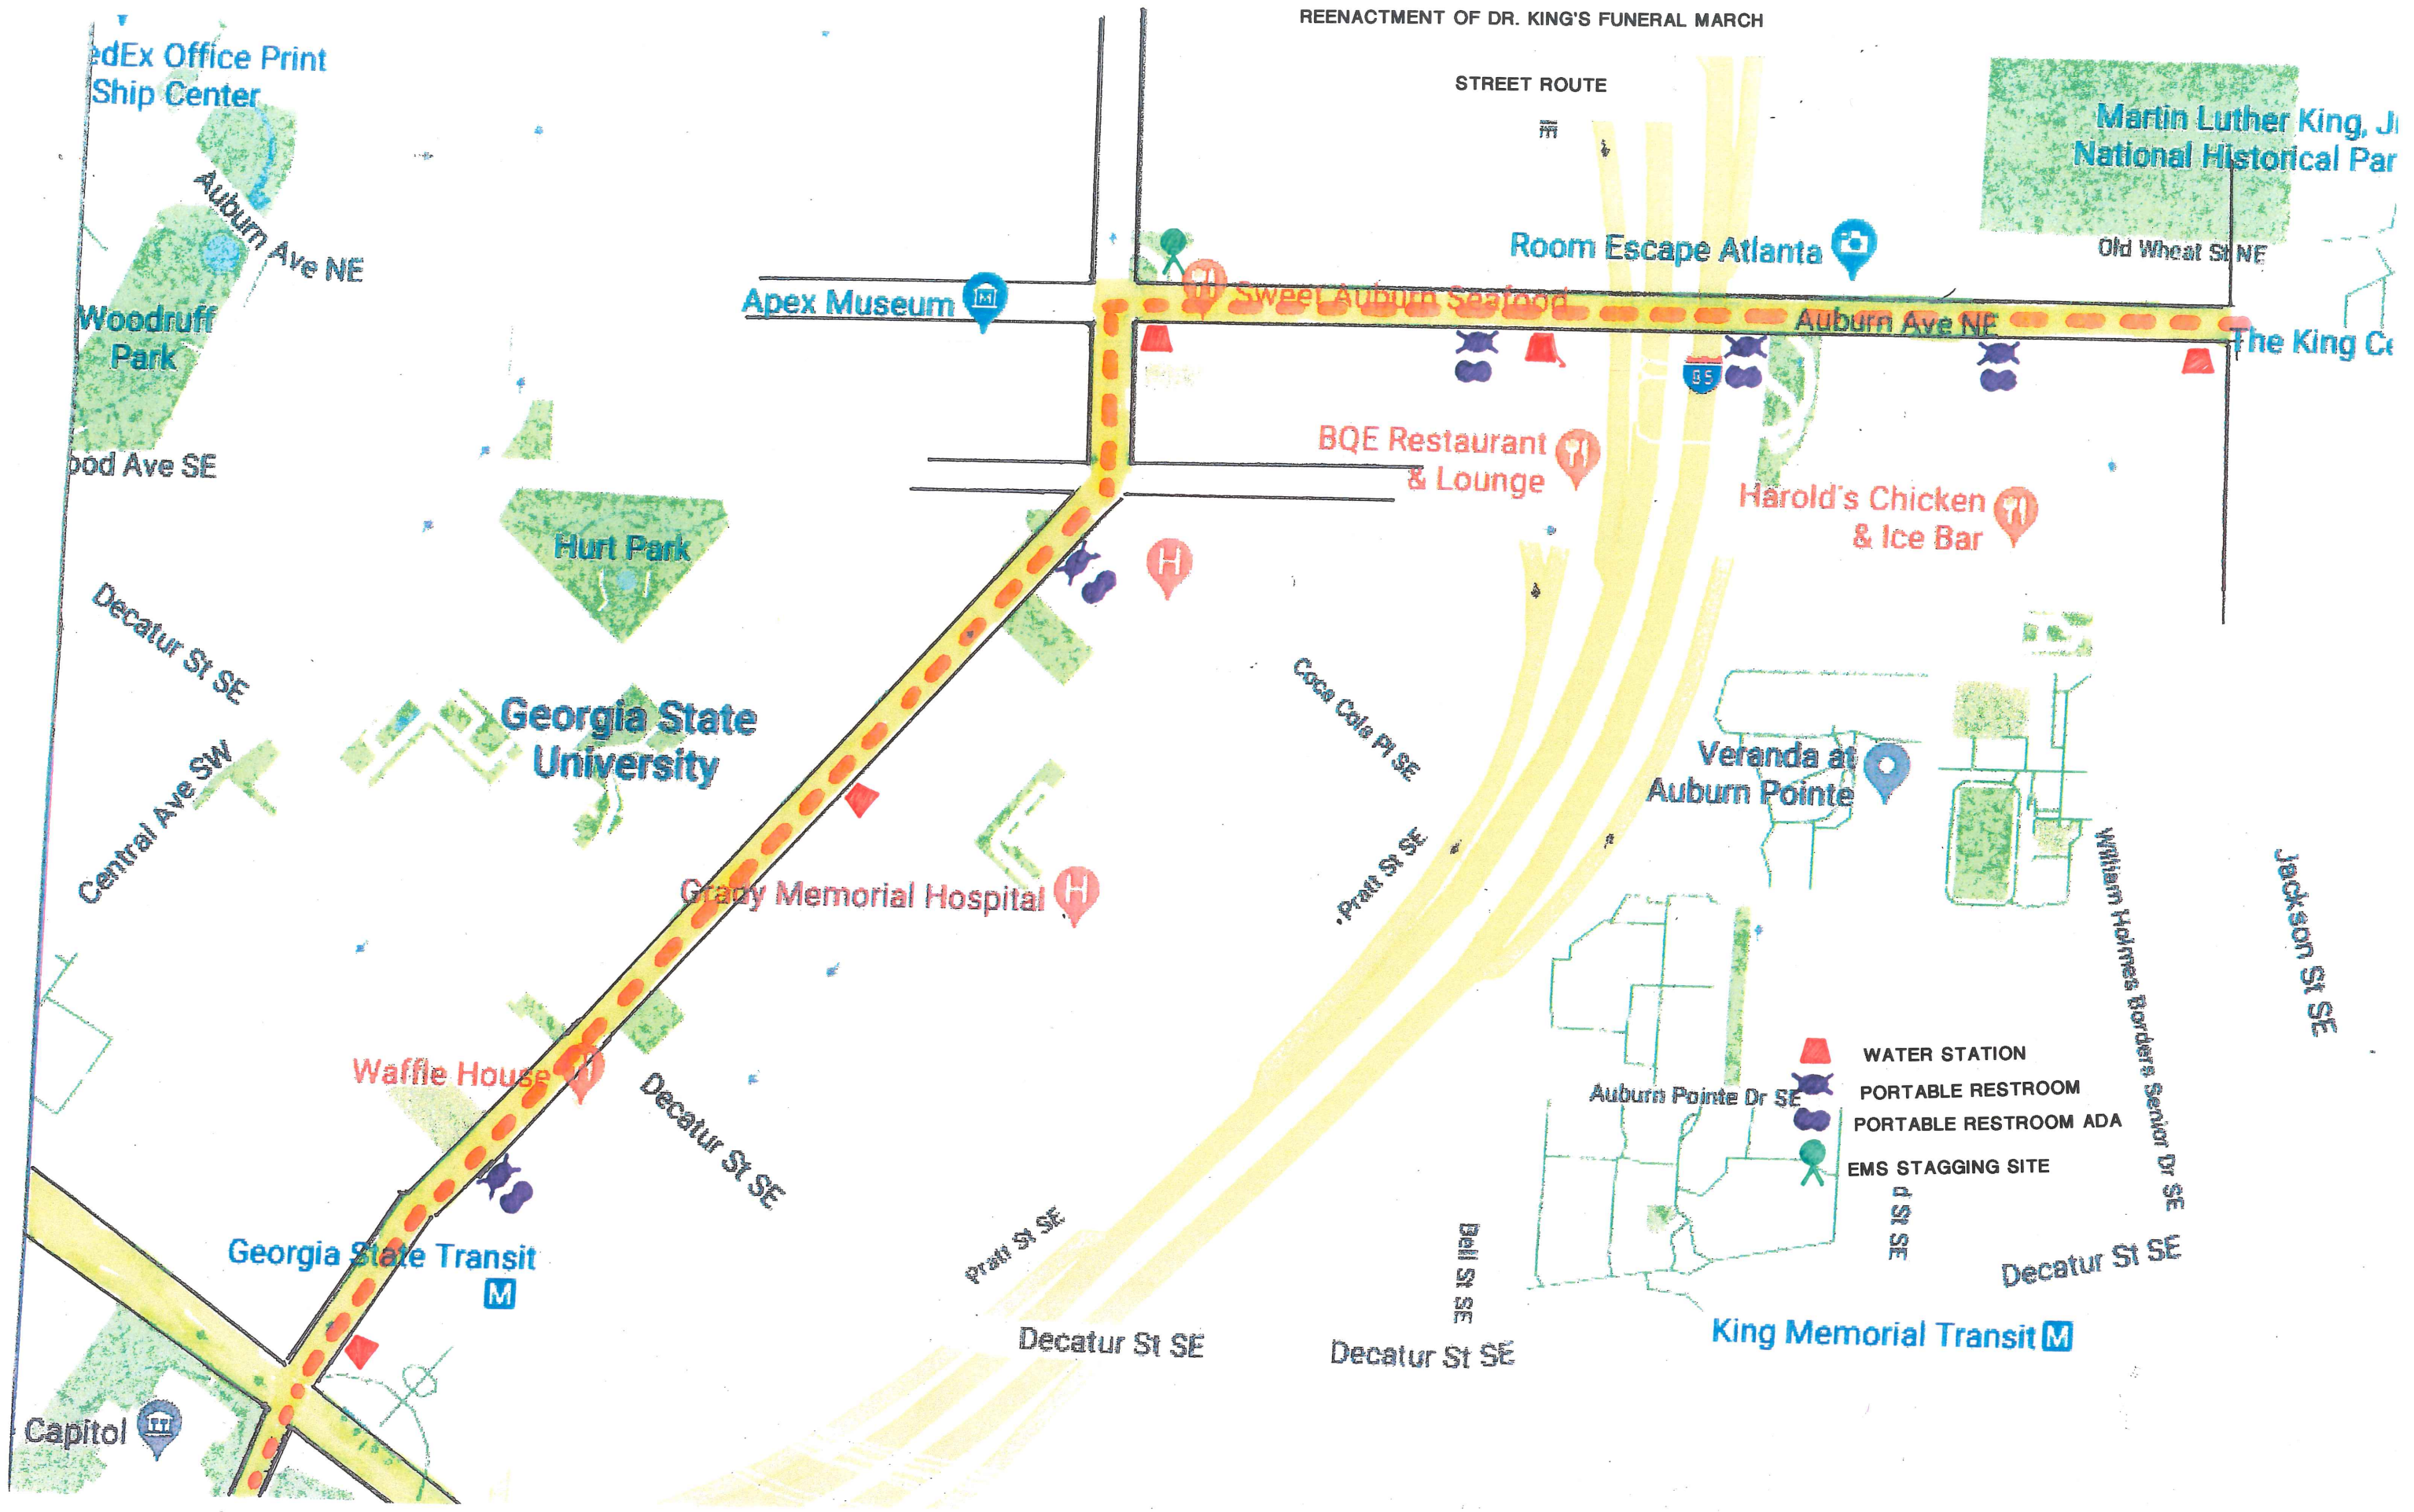 REENACTMENT OF DR. KING'S FUNERAL MARCH
STREET ROUTE
edEx Office Print
Ship Center
Martin Luther King, J
National Historical Par
Old Wheat St NE
Auburn Ave NE
Room Escape Atlanta
Apex Museum
Sweet Auburn Seafood
Auburn Ave NE
The King Ce
Woodruff
Park
95
ood Ave SE
BQE Restaurant
& Lounge
Harold's Chicken
& Ice Bar
Hurt Park
H
Decatur St SE
Coca Cola Pl SE
Georgia State
University
Veranda at
Auburn Pointe
Central Ave SW
Pratt St SE
William Holmes Borders Senior Dr SE
Jackson St SE
Grady Memorial Hospital
H
Waffle House
Decatur St SE
WATER STATION
Auburn Pointe Dr SE
PORTABLE RESTROOM
PORTABLE RESTROOM ADA
EMS STAGGING SITE
d St SE
Pratt St SE
Bell St SE
Georgia State Transit
M
Decatur St SE
Decatur St SE
Decatur St SE
King Memorial Transit M
Capitol